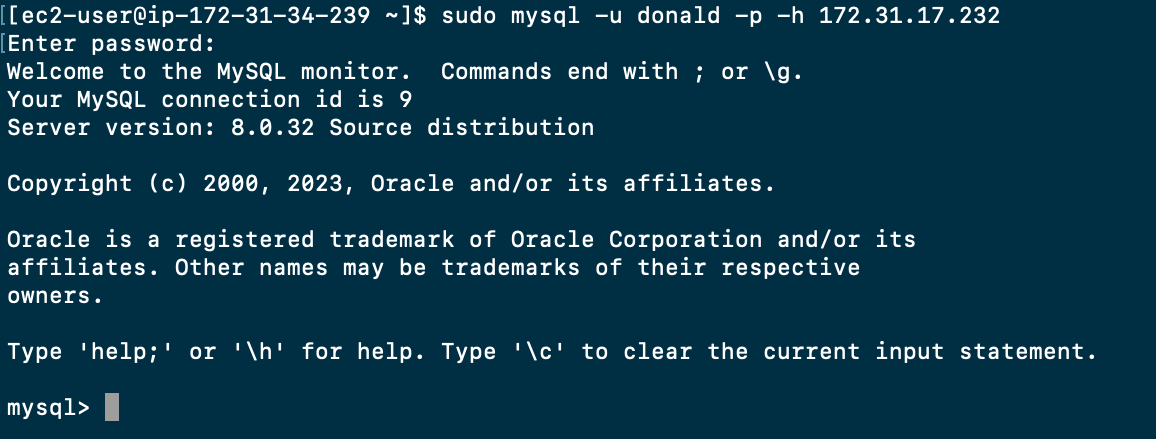 [[ec2-user@ip-172-31-34-239 ~]$ sudo mysql -u donald -p -h 172.31.17.232
[Enter password:
Welcome to the MySQL monitor.  Commands end with ; or \g.
Your MySQL connection id is 9
Server version: 8.0.32 Source distribution
Copyright (c) 2000, 2023, Oracle and/or its affiliates.
Oracle is a registered trademark of Oracle Corporation and/or its
affiliates. Other names may be trademarks of their respective
owners.
Type 'help;' or '\h' for help. Type '\c' to clear the current input statement.
mysql>